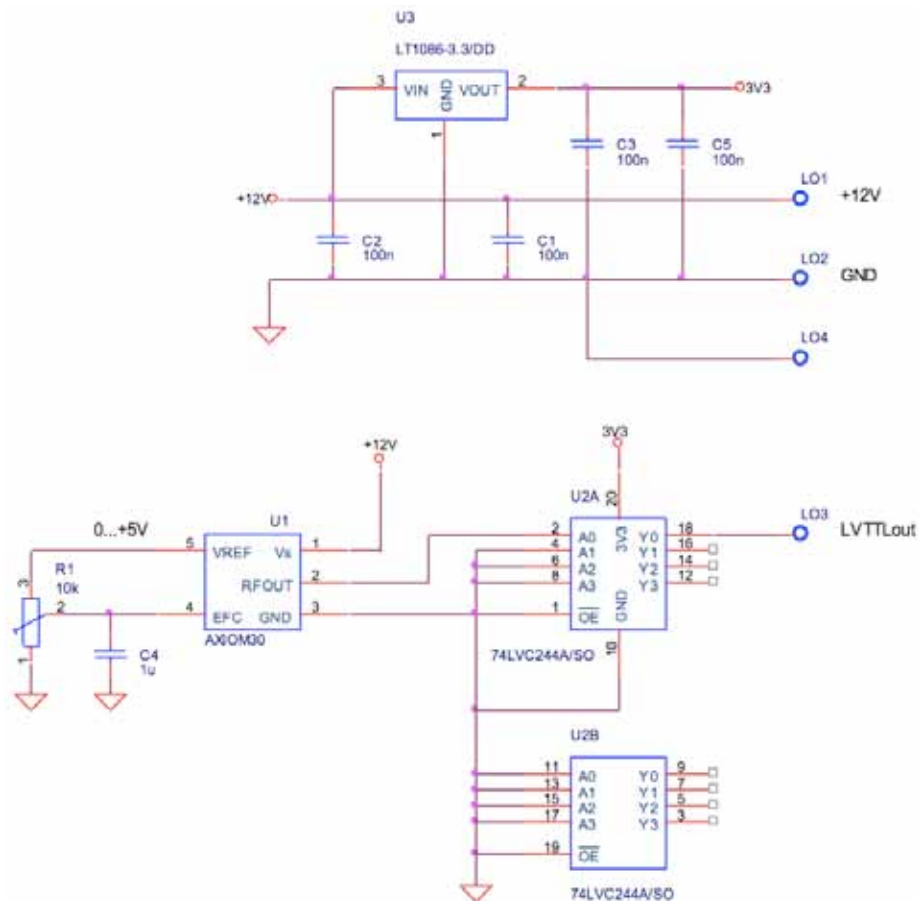 U3
LT1086-3.3/DD
3 VIN GND VOUT 2
1
3V3
C3
100n
C5
100n
LO1
+12V
+12V
C2
100n
C1
100n
LO2
GND
LO4
+12V
3V3
U2A
20
0...+5V
U1
5 VREF Vs 1
RFOUT 2
4 EFC GND 3
AXIOM30
3
R1
10k
2
1
C4
1u
2 A0 3V3 Y0 18
4 A1 Y1 16
6 A2 Y2 14
8 A3 Y3 12
1 OE GND
10
74LVC244A/SO
LO3
LVTTLout
U2B
11 A0 Y0 9
13 A1 Y1 7
15 A2 Y2 5
17 A3 Y3 3
19 OE
74LVC244A/SO